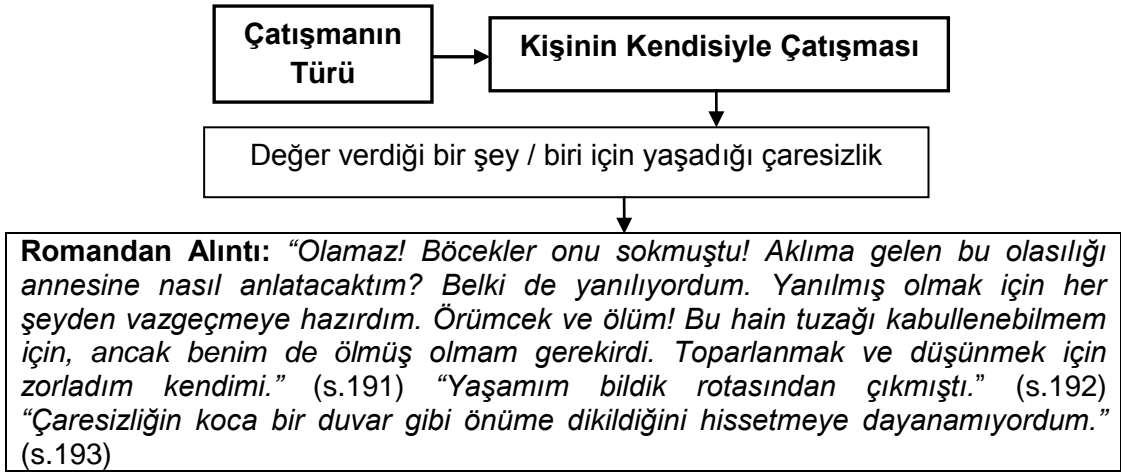 Çatışmanın
Türü
Kişinin Kendisiyle Çatışması
Değer verdiği bir şey / biri için yaşadığı çaresizlik
Romandan Alıntı: “Olamaz! Böcekler onu sokmuştu! Aklıma gelen bu olasılığı
annesine nasıl anlatacaktım? Belki de yanılıyordum. Yanılmış olmak için her
şeyden vazgeçmeye hazırdım. Örümcek ve ölüm! Bu hain tuzağı kabullenebilmem
için, ancak benim de ölmüş olmam gerekirdi. Toparlanmak ve düşünmek için
zorladım kendimi.” (s.191) “Yaşamım bildik rotasından çıkmıştı.” (s.192)
“Çaresizliğin koca bir duvar gibi önüme dikildiğini hissetmeye dayanamıyordum.”
(s.193)